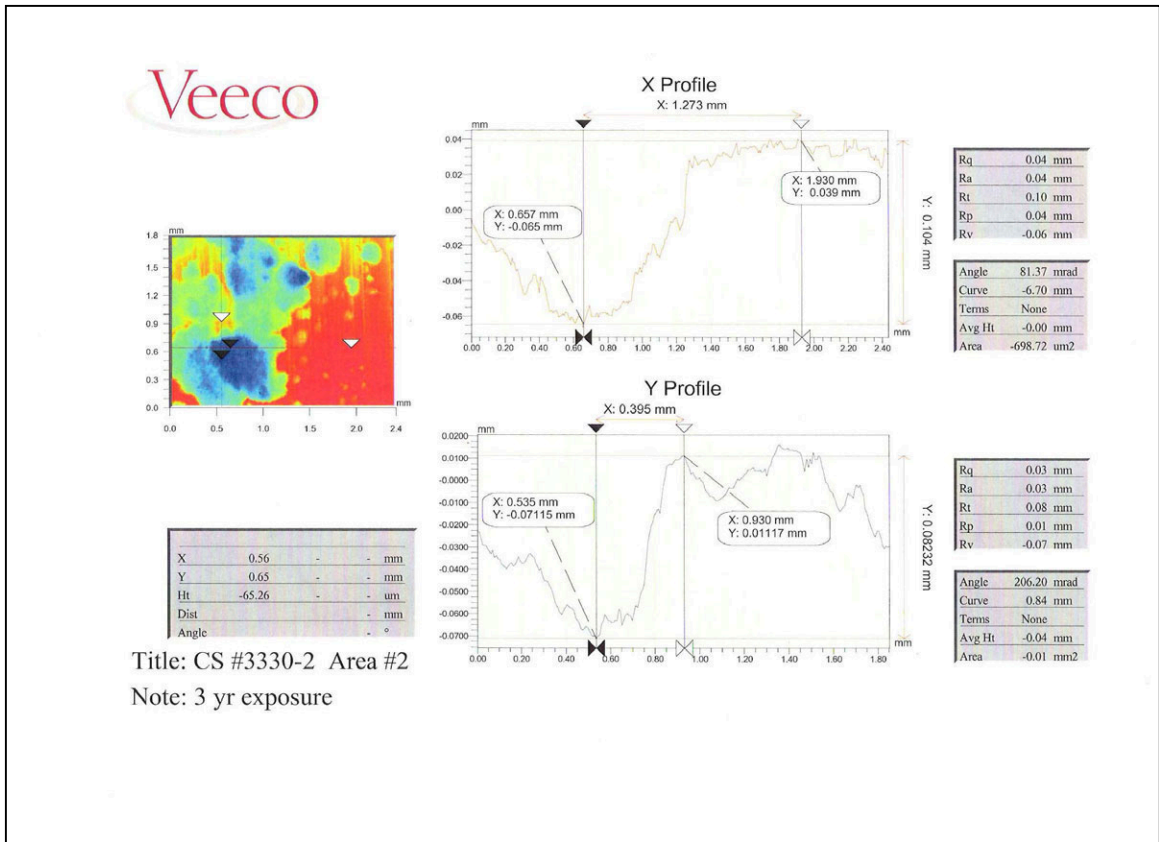 Veeco
X Profile
X: 1.273 mm
mm
0.04
0.00
-0.02
-0.04
-0.06
X: 0.657 mm
Y: -0.065 mm
X: 1.930 mm
Y: 0.039 mm
Y: 0.104 mm
0.00 0.20 0.40 0.60 0.80 1.00 1.20 1.40 1.60 1.80 2.00 2.20 2.40
mm
Rq 0.04 mm
Ra 0.04 mm
Rt 0.10 mm
Rp 0.04 mm
Rv -0.06 mm
Angle 81.37 mrad
Curve -6.70 mm
Terms None
Avg Ht -0.00 mm
Area -698.72 um2
mm
1.8
1.5
1.2
0.9
0.6
0.3
0.0
0.0 0.5 1.0 1.5 2.0 2.4
mm
Y Profile
X: 0.395 mm
mm
0.0200
0.0100
-0.0000
-0.0100
-0.0200
-0.0300
-0.0400
-0.0500
-0.0600
-0.0700
X: 0.535 mm
Y: -0.07115 mm
X: 0.930 mm
Y: 0.01117 mm
Y: 0.08232 mm
0.00 0.20 0.40 0.60 0.80 1.00 1.20 1.40 1.60 1.80
mm
Rq 0.03 mm
Ra 0.03 mm
Rt 0.08 mm
Rp 0.01 mm
Rv -0.07 mm
Angle 206.20 mrad
Curve 0.84 mm
Terms None
Avg Ht -0.04 mm
Area -0.01 mm2
X 0.56 - - mm
Y 0.65 - - mm
Ht -65.26 - - um
Dist - mm
Angle - °
Title: CS #3330-2 Area #2
Note: 3 yr exposure